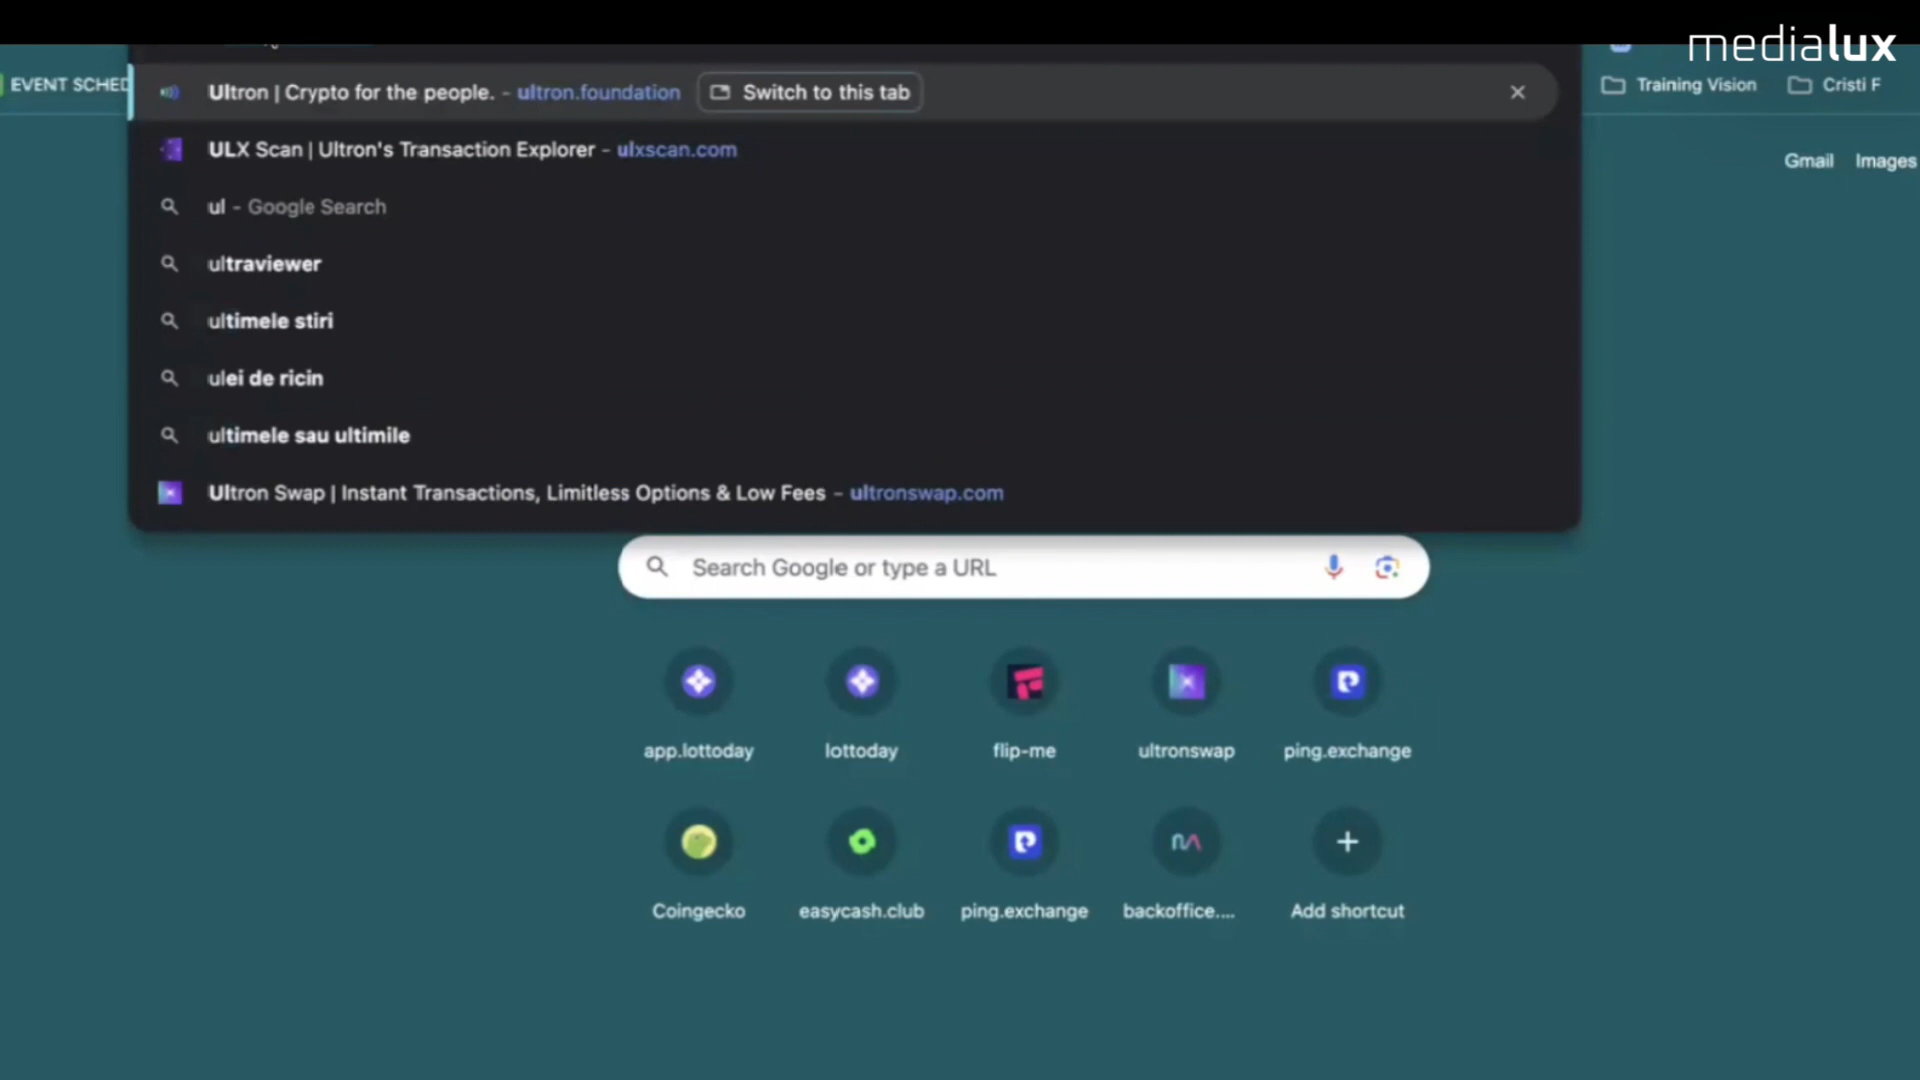 medialux
EVENT SCHED
Ultron | Crypto for the people. - ultron.foundation Switch to this tab
Training Vision Cristi F
ULX Scan | Ultron's Transaction Explorer - ulxscan.com
Gmail Images
ul - Google Search
ultraviewer
ultimele stiri
ulei de ricin
ultimele sau ultimile
Ultron Swap | Instant Transactions, Limitless Options & Low Fees - ultronswap.com
Search Google or type a URL
app.lottoday lottoday flip-me ultronswap ping.exchange
Coingecko easycash.club ping.exchange backoffice.... Add shortcut